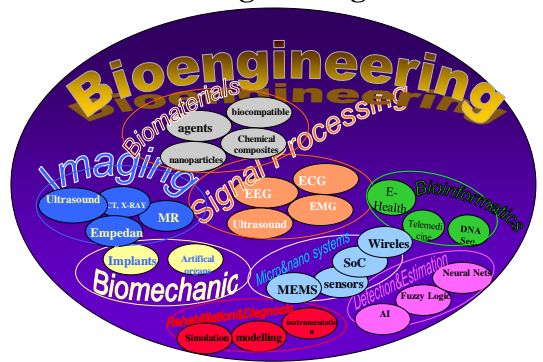 Bioengineering
Biomaterials
biocompatible
agents
Chemical
composites
nanoparticles
Imaging
Signal Processing
Ultrasound
CT, X-RAY
MR
Empedan
EEG
ECG
EMG
Ultrasound
E-
Health
Bioinformatics
Telemedi
cine
DNA
Seq.
Implants
Artifical
organs
Biomechanic
Micro&nano systems
Wireles
SoC
sensors
MEMS
Detection&Estimation
Neural Nets
Fuzzy Logic
AI
Rehabilitation&Diagnosis
Simulation
modelling
instrumentatio
n